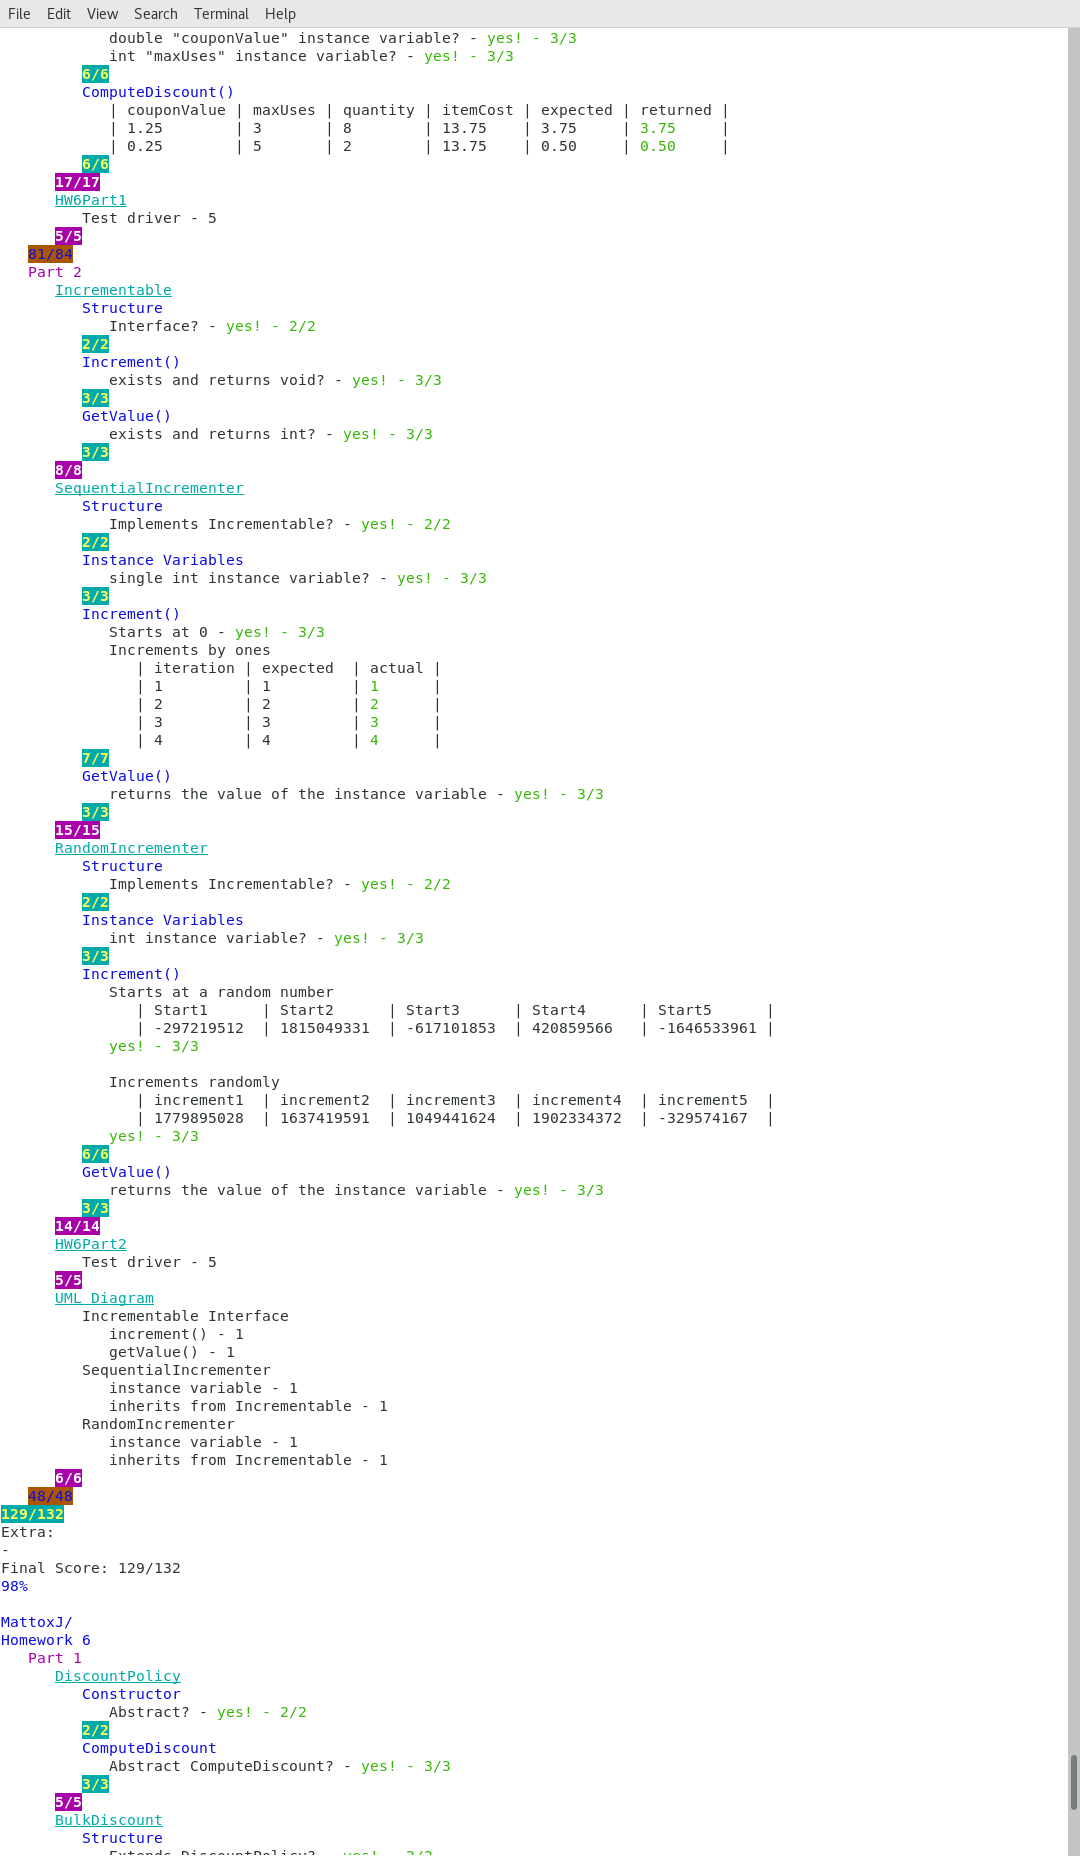 File Edit View Search Terminal Help
double "couponValue" instance variable? - yes! - 3/3
int "maxUses" instance variable? - yes! - 3/3
6/6
ComputeDiscount()
| couponValue | maxUses | quantity | itemCost | expected | returned |
| 1.25 | 3 | 8 | 13.75 | 3.75 | 3.75 |
| 0.25 | 5 | 2 | 13.75 | 0.50 | 0.50 |
6/6
17/17
HW6Part1
Test driver - 5
5/5
81/84
Part 2
Incrementable
Structure
Interface? - yes! - 2/2
2/2
Increment()
exists and returns void? - yes! - 3/3
3/3
GetValue()
exists and returns int? - yes! - 3/3
3/3
8/8
SequentialIncrementer
Structure
Implements Incrementable? - yes! - 2/2
2/2
Instance Variables
single int instance variable? - yes! - 3/3
3/3
Increment()
Starts at 0 - yes! - 3/3
Increments by ones
| iteration | expected | actual |
| 1 | 1 | 1 |
| 2 | 2 | 2 |
| 3 | 3 | 3 |
| 4 | 4 | 4 |
7/7
GetValue()
returns the value of the instance variable - yes! - 3/3
3/3
15/15
RandomIncrementer
Structure
Implements Incrementable? - yes! - 2/2
2/2
Instance Variables
int instance variable? - yes! - 3/3
3/3
Increment()
Starts at a random number
| Start1 | Start2 | Start3 | Start4 | Start5 |
| -297219512 | 1815049331 | -617101853 | 420859566 | -1646533961 |
yes! - 3/3
Increments randomly
| increment1 | increment2 | increment3 | increment4 | increment5 |
| 1779895028 | 1637419591 | 1049441624 | 1902334372 | -329574167 |
yes! - 3/3
6/6
GetValue()
returns the value of the instance variable - yes! - 3/3
3/3
14/14
HW6Part2
Test driver - 5
5/5
UML Diagram
Incrementable Interface
increment() - 1
getValue() - 1
SequentialIncrementer
instance variable - 1
inherits from Incrementable - 1
RandomIncrementer
instance variable - 1
inherits from Incrementable - 1
6/6
48/48
129/132
Extra:
-
Final Score: 129/132
98%
MattoxJ/
Homework 6
Part 1
DiscountPolicy
Constructor
Abstract? - yes! - 2/2
2/2
ComputeDiscount
Abstract ComputeDiscount? - yes! - 3/3
3/3
5/5
BulkDiscount
Structure
Extends DiscountPolicy? - yes! - 2/2